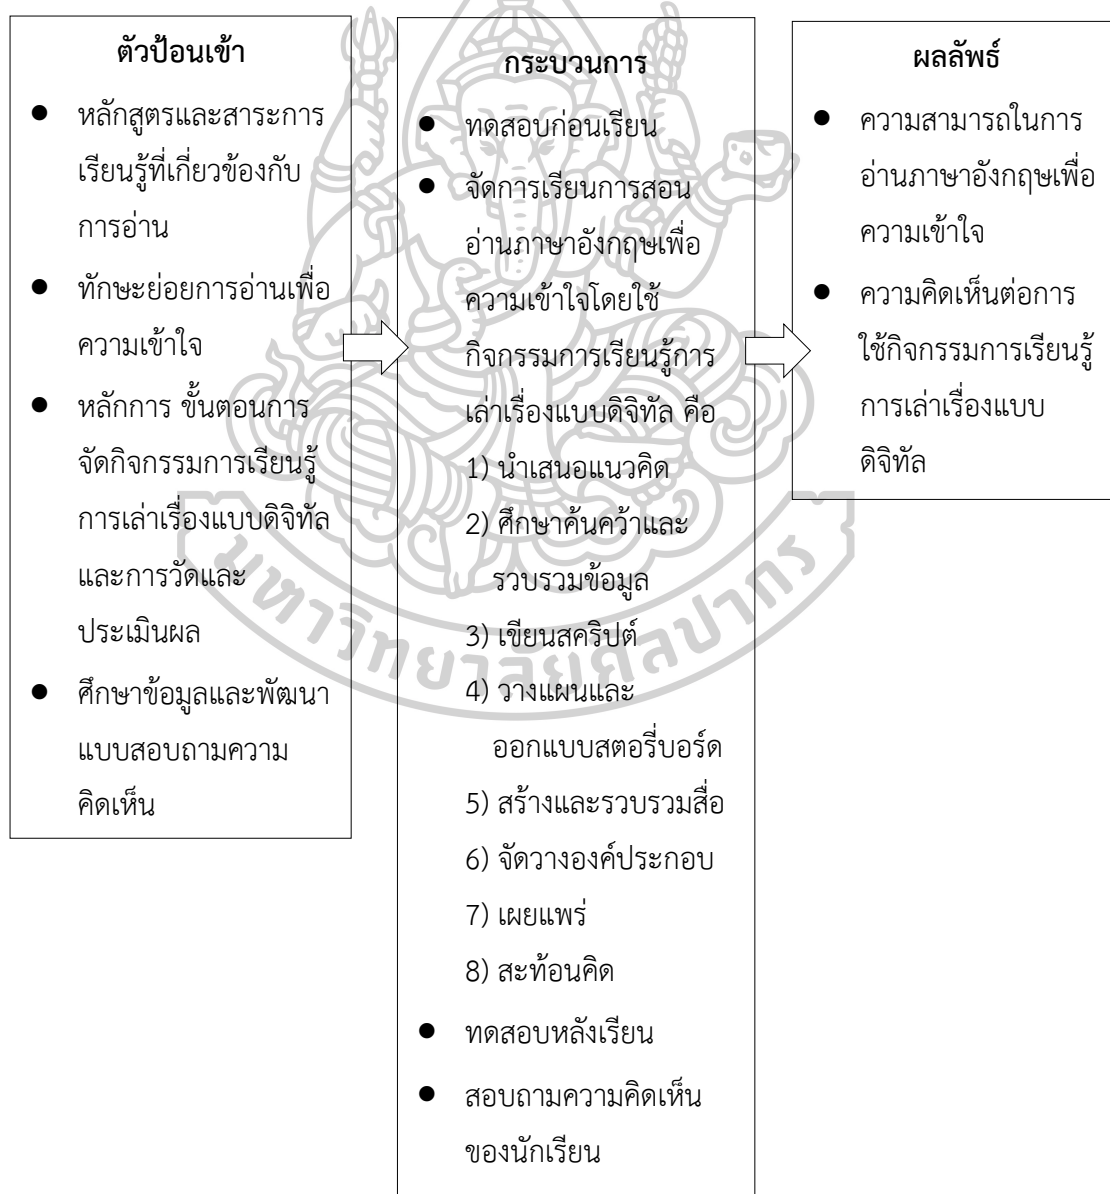 ตัวป้อนเข้า
● หลักสูตรและสาระการ
เรียนรู้ที่เกี่ยวข้องกับ
การอ่าน
● ทักษะย่อยการอ่านเพื่อ
ความเข้าใจ
● หลักการ ขั้นตอนการ
จัดกิจกรรมการเรียนรู้
การเล่าเรื่องแบบดิจิทัล
และการวัดและ
ประเมินผล
● ศึกษาข้อมูลและพัฒนา
แบบสอบถามความ
คิดเห็น
กระบวนการ
● ทดสอบก่อนเรียน
● จัดการเรียนการสอน
อ่านภาษาอังกฤษเพื่อ
ความเข้าใจโดยใช้
กิจกรรมการเรียนรู้การ
เล่าเรื่องแบบดิจิทัล คือ
1) นำเสนอแนวคิด
2) ศึกษาค้นคว้าและ
รวบรวมข้อมูล
3) เขียนสคริปต์
4) วางแผนและ
ออกแบบสตอรี่บอร์ด
5) สร้างและรวบรวมสื่อ
6) จัดวางองค์ประกอบ
7) เผยแพร่
8) สะท้อนคิด
● ทดสอบหลังเรียน
● สอบถามความคิดเห็น
ของนักเรียน
ผลลัพธ์
● ความสามารถในการ
อ่านภาษาอังกฤษเพื่อ
ความเข้าใจ
● ความคิดเห็นต่อการ
ใช้กิจกรรมการเรียนรู้
การเล่าเรื่องแบบ
ดิจิทัล
มหาวิทยาลัยศิลปากร